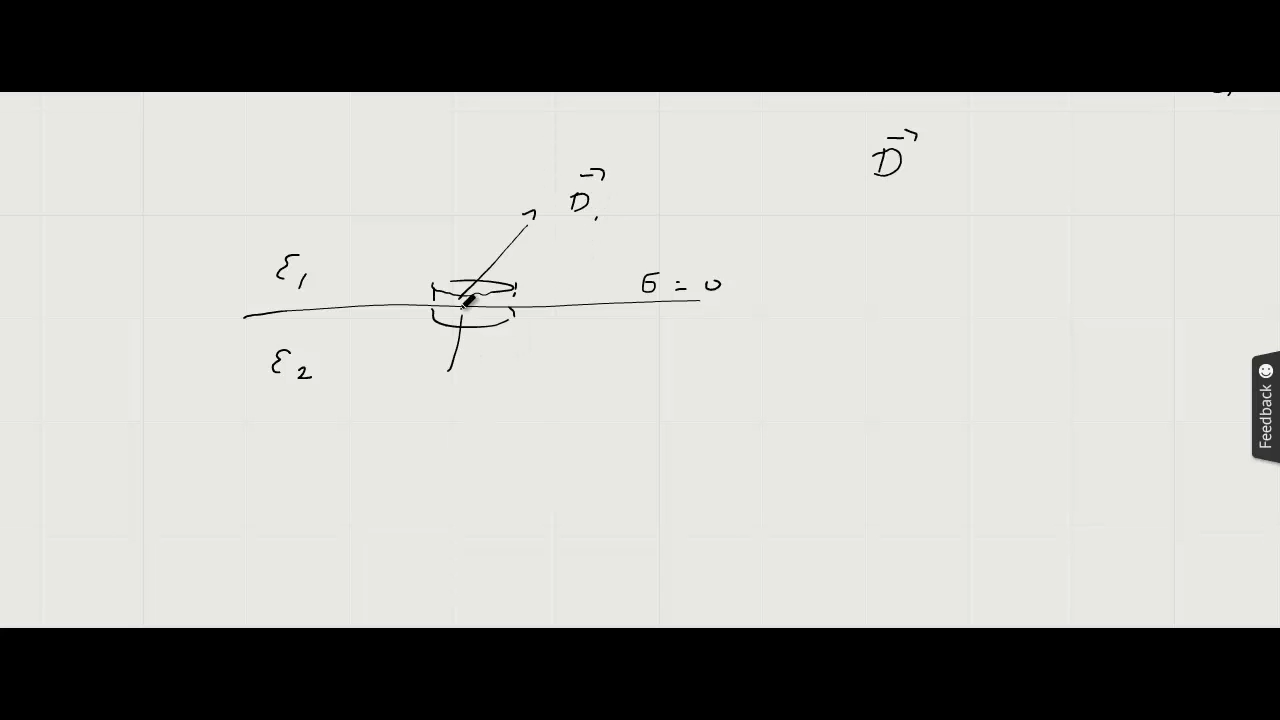 D⃗
D⃗₁
ε₁
σ = 0
ε₂
Feedback